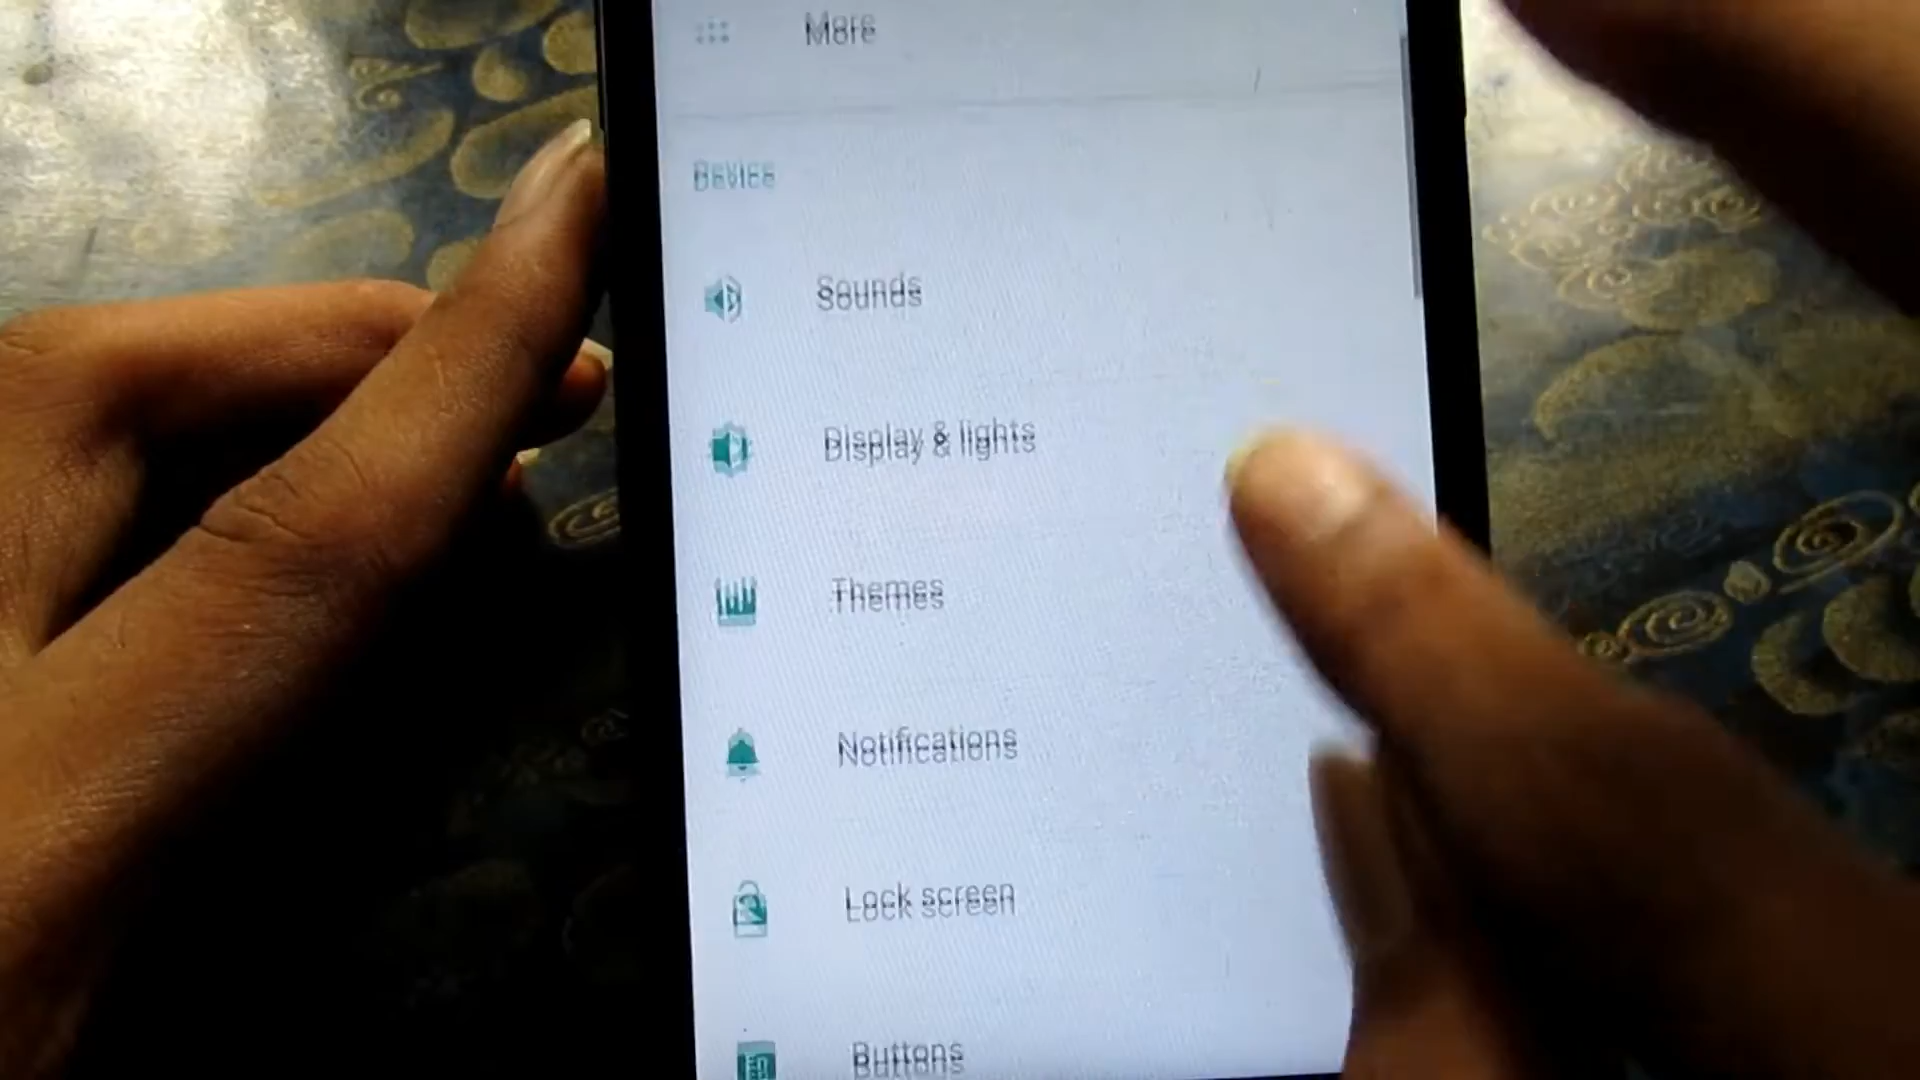 More
Device
Sounds
Display & lights
Themes
Notifications
Lock screen
Buttons